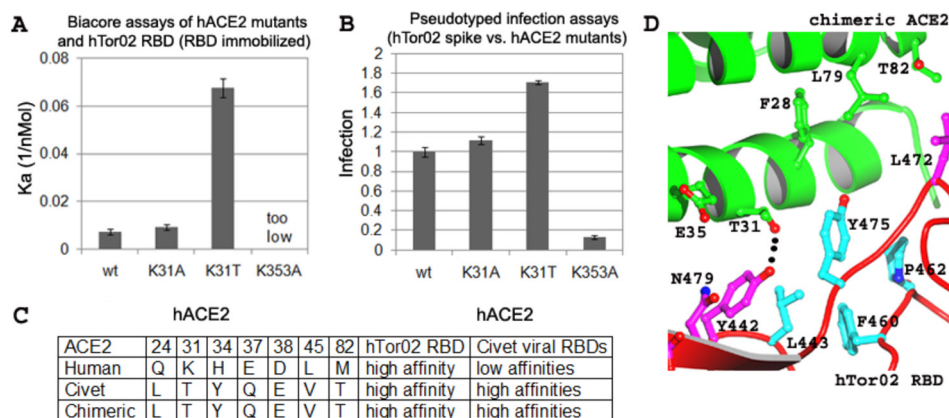 A
Biacore assays of hACE2 mutants
and hTor02 RBD (RBD immobilized)
Ka (1/nMol)
0.08
0.06
0.04
0.02
0
too
low
wt K31A K31T K353A
hACE2
B
Pseudotyped infection assays
(hTor02 spike vs. hACE2 mutants)
Infection
2
1.8
1.6
1.4
1.2
1
0.8
0.6
0.4
0.2
0
wt K31A K31T K353A
hACE2
C
ACE2 24 31 34 37 38 45 82 hTor02 RBD Civet viral RBDs
Human Q K H E D L M high affinity low affinities
Civet L T Y Q E V T high affinity high affinities
Chimeric L T Y Q E V T high affinity high affinities
D
chimeric ACE2
L79
T82
F28
L472
T31
E35
Y475
N479
P462
Y442
F460
L443
hTor02 RBD